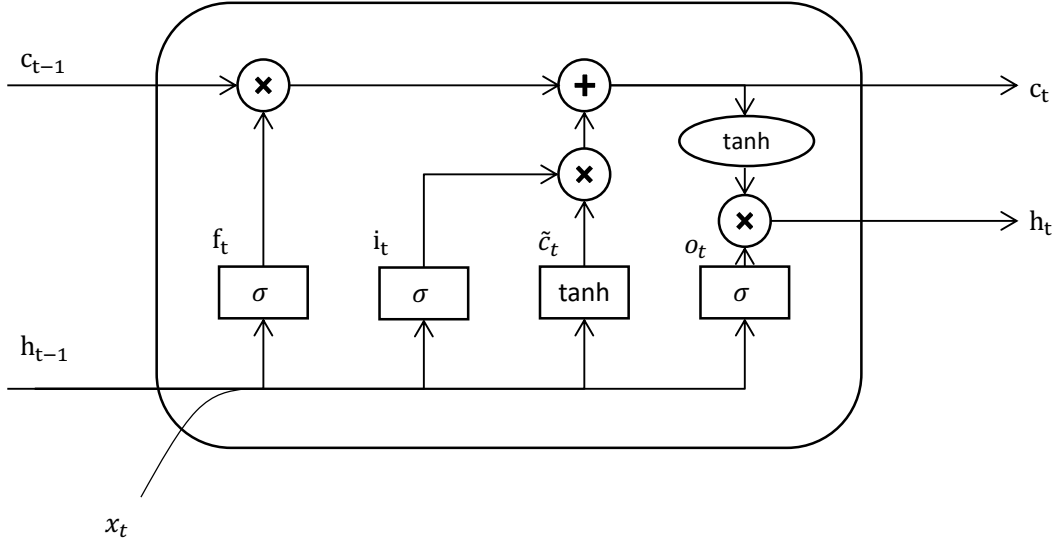 c_{t−1}
×
+
c_t
tanh
×
×
h_t
f_t
i_t
c̃_t
o_t
σ
σ
tanh
σ
h_{t−1}
x_t